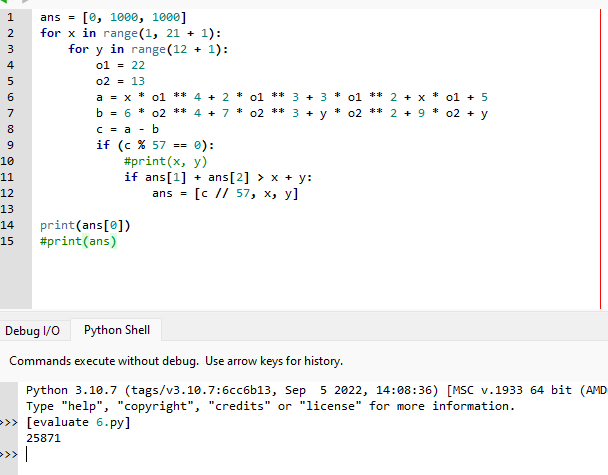 1 ans = [0, 1000, 1000]
2 for x in range(1, 21 + 1):
3     for y in range(12 + 1):
4         o1 = 22
5         o2 = 13
6         a = x * o1 ** 4 + 2 * o1 ** 3 + 3 * o1 ** 2 + x * o1 + 5
7         b = 6 * o2 ** 4 + 7 * o2 ** 3 + y * o2 ** 2 + 9 * o2 + y
8         c = a - b
9         if (c % 57 == 0):
10             #print(x, y)
11             if ans[1] + ans[2] > x + y:
12                 ans = [c // 57, x, y]
13
14 print(ans[0])
15 #print(ans)
Debug I/O Python Shell
Commands execute without debug. Use arrow keys for history.
Python 3.10.7 (tags/v3.10.7:6cc6b13, Sep  5 2022, 14:08:36) [MSC v.1933 64 bit (AMD
Type "help", "copyright", "credits" or "license" for more information.
>>> [evaluate 6.py]
25871
>>>